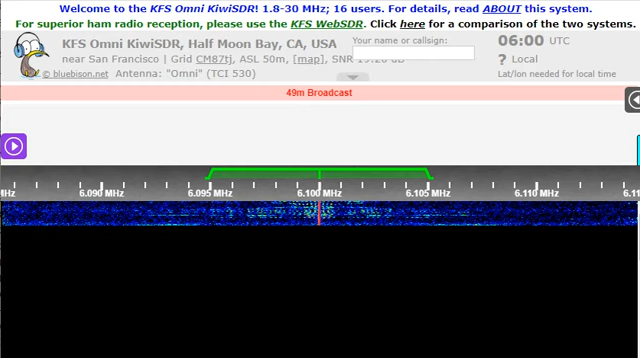 Welcome to the KFS Omni KiwiSDR! 1.8-30 MHz; 16 users. For details, read ABOUT this system.
For superior ham radio reception, please use the KFS WebSDR. Click here for a comparison of the two systems.
KFS Omni KiwiSDR, Half Moon Bay, CA, USA
near San Francisco | Grid CM87tj, ASL 50m, [map], SNR
© bluebison.net Antenna: "Omni" (TCI 530)
Your name or callsign:
06:00 UTC
? Local
Lat/lon needed for local time
49m Broadcast
MHz 6.090 MHz 6.095 MHz 6.100 MHz 6.105 MHz 6.110 MHz 6.11